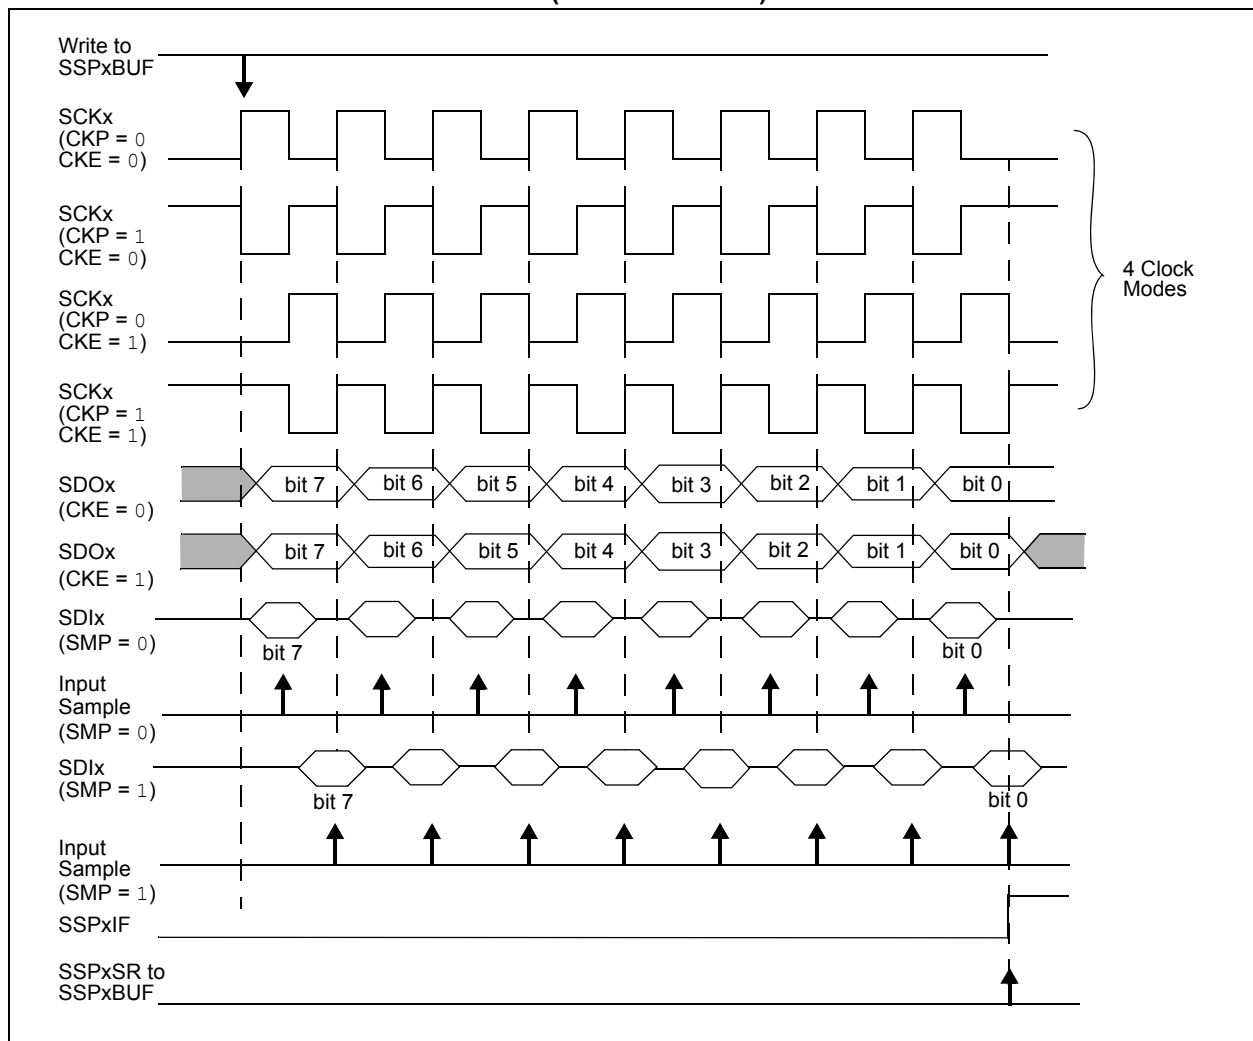 Write to
SSPxBUF
SCKx
(CKP = 0
CKE = 0)
SCKx
(CKP = 1
CKE = 0)
SCKx
(CKP = 0
CKE = 1)
SCKx
(CKP = 1
CKE = 1)
4 Clock
Modes
SDOx
(CKE = 0)
bit 7 bit 6 bit 5 bit 4 bit 3 bit 2 bit 1 bit 0
SDOx
(CKE = 1)
bit 7 bit 6 bit 5 bit 4 bit 3 bit 2 bit 1 bit 0
SDIx
(SMP = 0)
bit 7 bit 0
Input
Sample
(SMP = 0)
SDIx
(SMP = 1)
bit 7 bit 0
Input
Sample
(SMP = 1)
SSPxIF
SSPxSR to
SSPxBUF